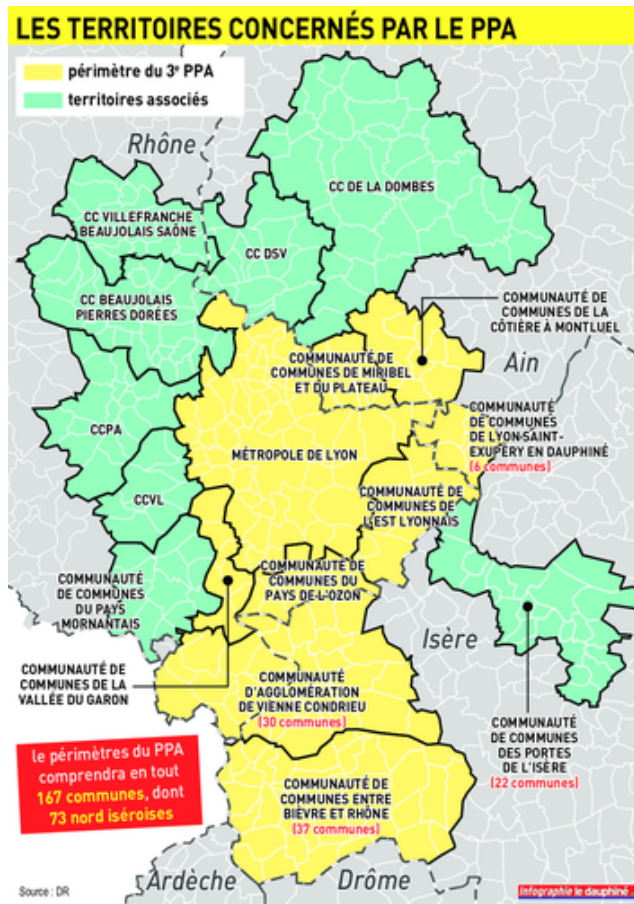 LES TERRITOIRES CONCERNÉS PAR LE PPA
périmètre du 3e PPA
territoires associés
Rhône
CC DE LA DOMBES
CC VILLEFRANCHE
BEAUJOLAIS SAÔNE
CC DSV
CC BEAUJOLAIS
PIERRES DORÉES
COMMUNAUTÉ DE
COMMUNES DE LA
CÔTIÈRE À MONTLUEL
COMMUNAUTÉ DE
COMMUNES DE MIRIBEL
ET DU PLATEAU
Ain
CCPA
COMMUNAUTÉ
DE COMMUNES
DE LYON-SAINT-
EXUPÉRY EN DAUPHINÉ
(6 communes)
MÉTROPOLE DE LYON
CCVL
COMMUNAUTÉ DE
COMMUNES DE
L'EST LYONNAIS
COMMUNAUTÉ
DE COMMUNES
DU PAYS
MORNANTAIS
COMMUNAUTÉ DE
COMMUNES DU
PAYS DE L'OZON
Isère
COMMUNAUTÉ DE
COMMUNES DE LA
VALLÉE DU GARON
COMMUNAUTÉ
D'AGGLOMÉRATION
DE VIENNE CONDRIEU
(30 communes)
COMMUNAUTÉ
DE COMMUNES
DES PORTES
DE L'ISÈRE
(22 communes)
le périmètres du PPA
comprendra en tout
167 communes, dont
73 nord iséroises
COMMUNAUTÉ DE
COMMUNES ENTRE
BIÈVRE ET RHÔNE
(37 communes)
Ardèche
Drôme
Source : DR
Infographie le dauphiné